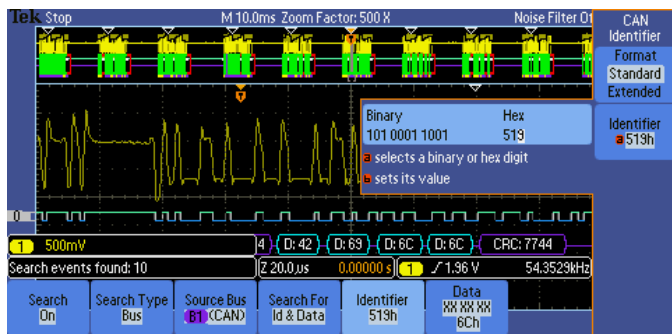 Tek Stop M 10.0ms Zoom Factor: 500 X Noise Filter Of
CAN
Identifier
Format
Standard
Extended
Identifier
a 519h
Binary Hex
101 0001 1001 519
a selects a binary or hex digit
b sets its value
1 500mV
4 D: 42 D: 69 D: 6C D: 6C CRC: 7744
Search events found: 10
Z 20.0µs 0.00000 s 1 1.96 V 54.3529kHz
Search
On
Search Type
Bus
Source Bus
B1 (CAN)
Search For
Id & Data
Identifier
519h
Data
XX XX XX
6Ch